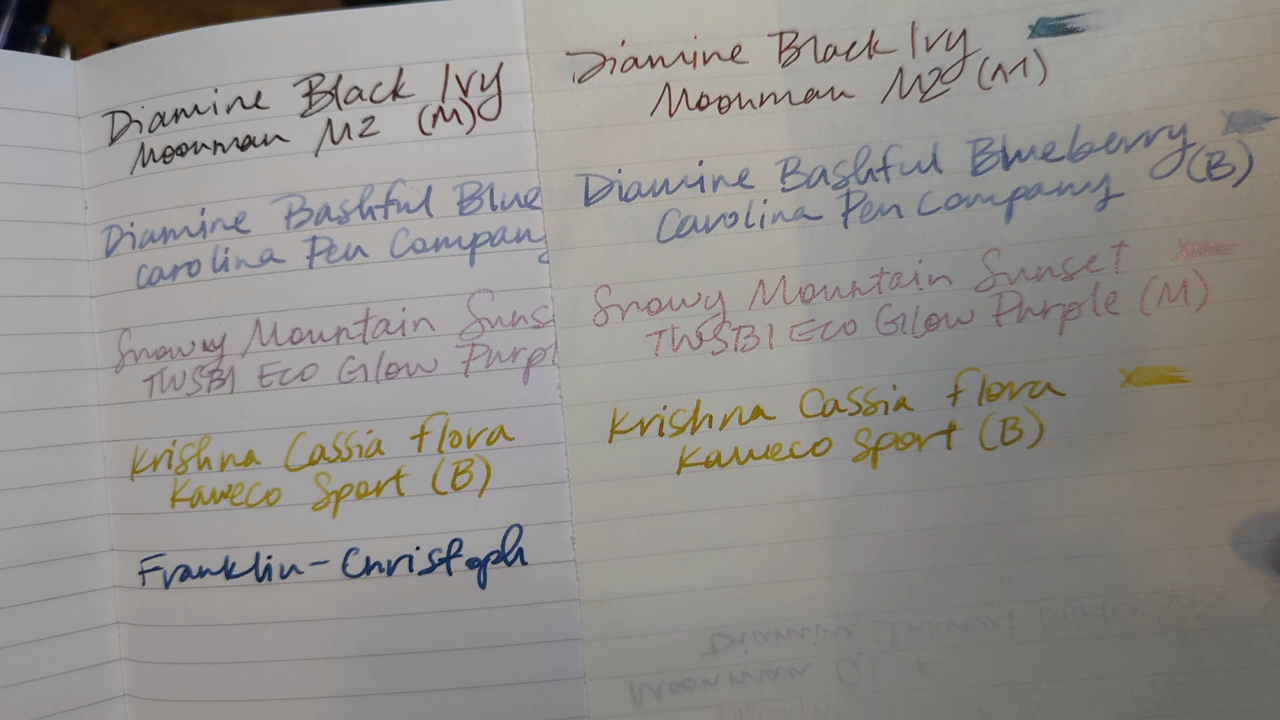 Diamine Black Ivy
Moonman M2 (M)
Diamine Bashful Blue
Carolina Pen Company
Snowy Mountain Suns
TWSBI Eco Glow Purpl
Krishna Cassia flora
Kaweco Sport (B)
Franklin-Christoph
Diamine Black Ivy
Moonman M2 (M)
Diamine Bashful Blueberry
Carolina Pen Company (B)
Snowy Mountain Sunset
TWSBI Eco Glow Purple (M)
Krishna Cassia flora
Kaweco Sport (B)